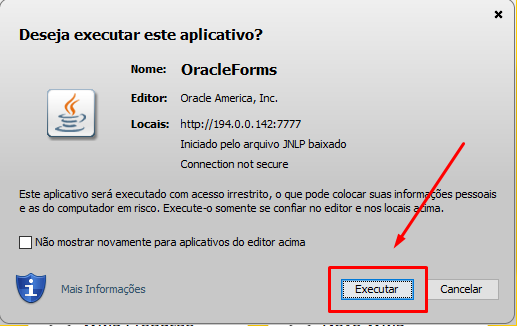 Deseja executar este aplicativo?
Nome: OracleForms
Editor: Oracle America, Inc.
Locais: http://194.0.0.142:7777
Iniciado pelo arquivo JNLP baixado
Connection not secure
Este aplicativo será executado com acesso irrestrito, o que pode colocar suas informações pessoais
e as do computador em risco. Execute-o somente se confiar no editor e nos locais acima.
Não mostrar novamente para aplicativos do editor acima
Mais Informações
Executar
Cancelar